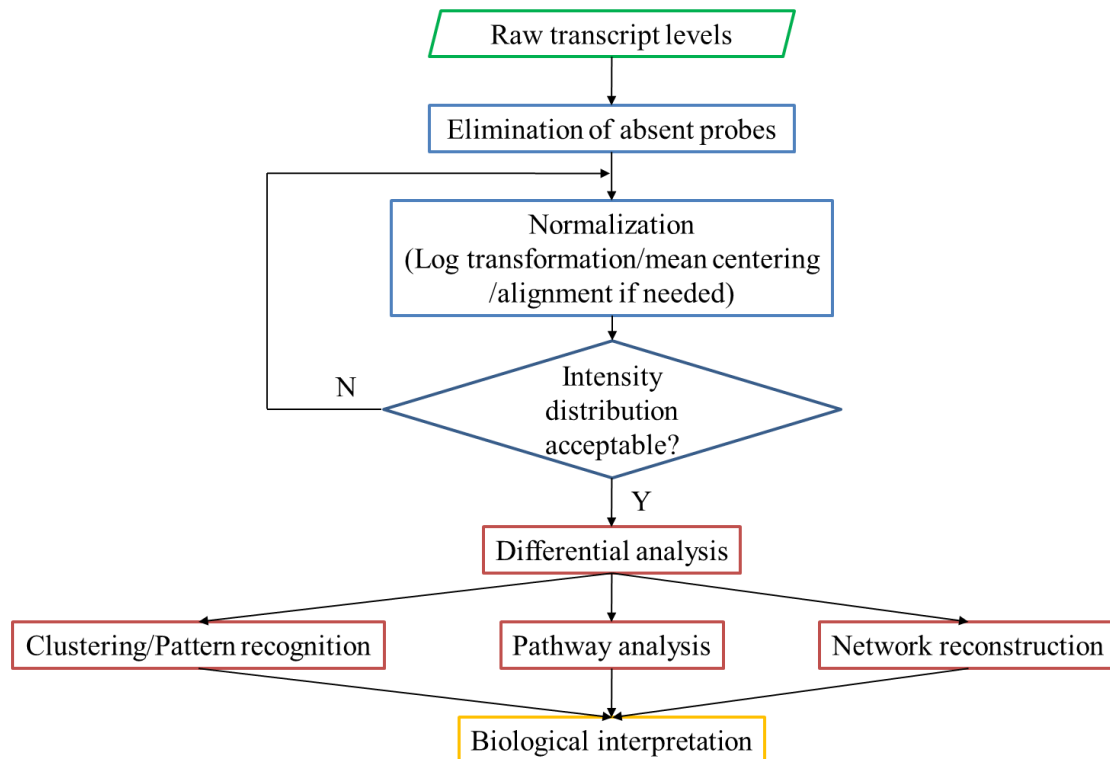 Raw transcript levels
Elimination of absent probes
Normalization
(Log transformation/mean centering
/alignment if needed)
N
Intensity
distribution
acceptable?
Y
Differential analysis
Clustering/Pattern recognition
Pathway analysis
Network reconstruction
Biological interpretation